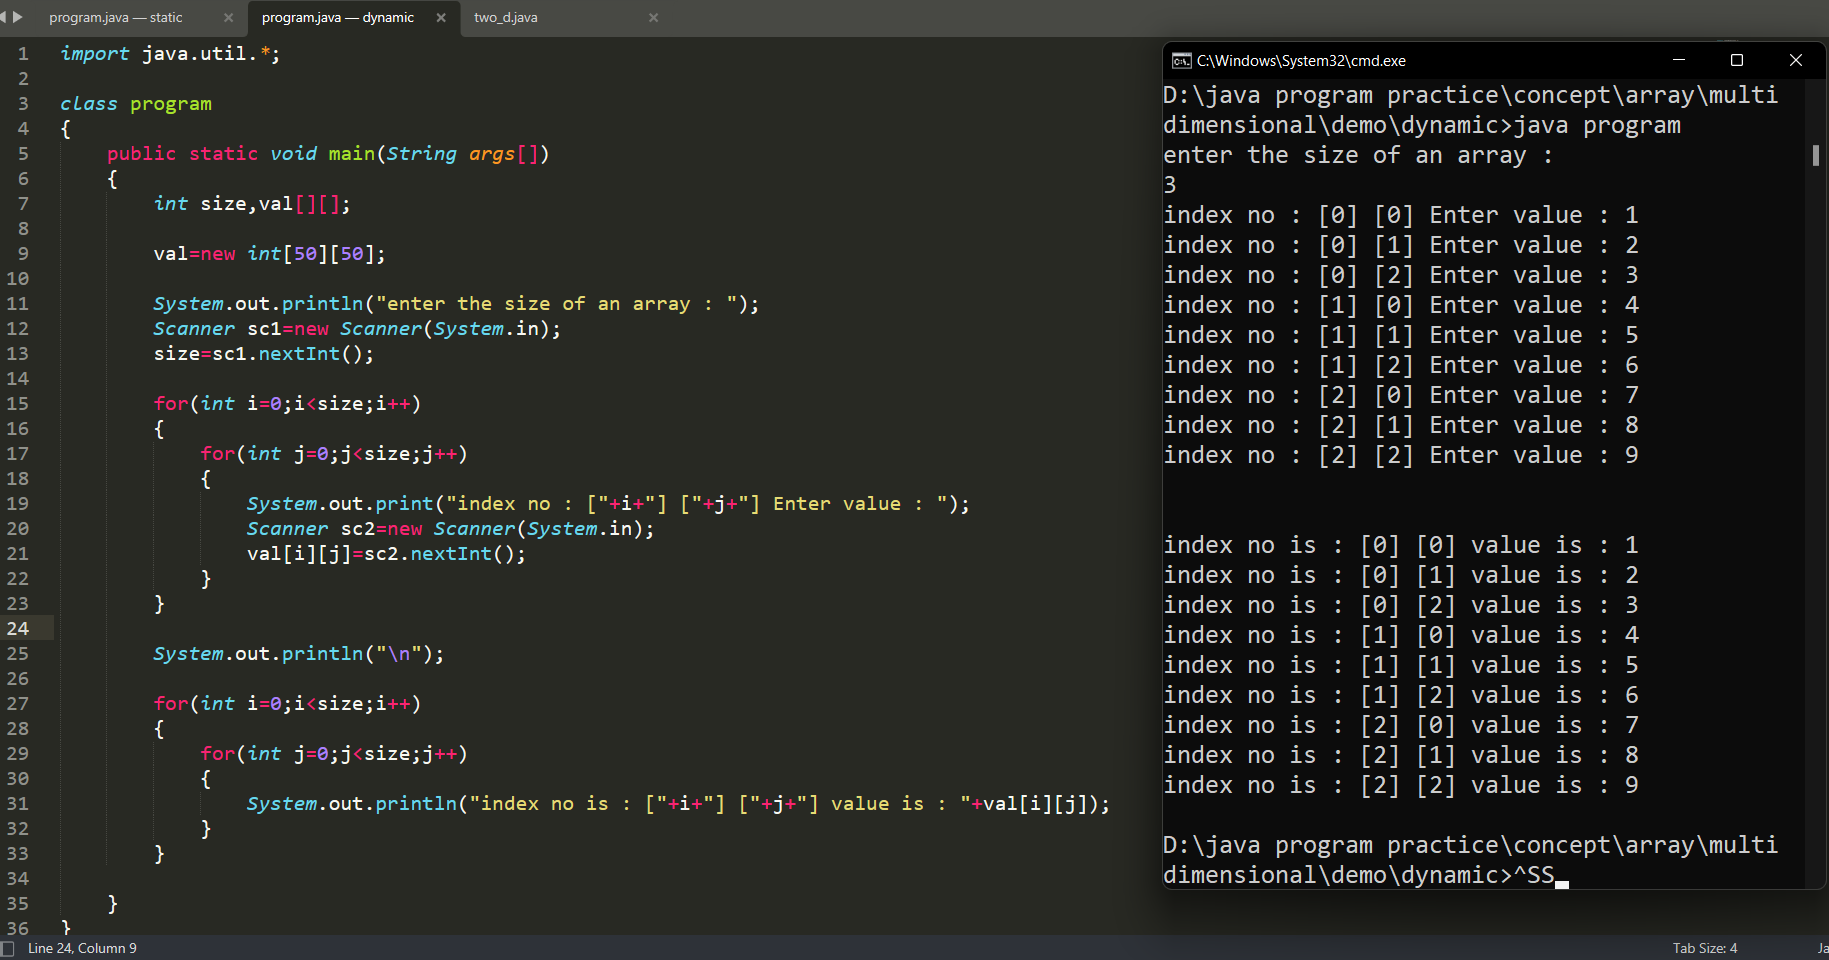 program.java — static
program.java — dynamic
two_d.java
1 import java.util.*;
2
3 class program
4 {
5 public static void main(String args[])
6 {
7 int size,val[][];
8
9 val=new int[50][50];
10
11 System.out.println("enter the size of an array : ");
12 Scanner sc1=new Scanner(System.in);
13 size=sc1.nextInt();
14
15 for(int i=0;i<size;i++)
16 {
17 for(int j=0;j<size;j++)
18 {
19 System.out.print("index no : ["+i+"] ["+j+"] Enter value : ");
20 Scanner sc2=new Scanner(System.in);
21 val[i][j]=sc2.nextInt();
22 }
23 }
24
25 System.out.println("\n");
26
27 for(int i=0;i<size;i++)
28 {
29 for(int j=0;j<size;j++)
30 {
31 System.out.println("index no is : ["+i+"] ["+j+"] value is : "+val[i][j]);
32 }
33 }
34
35 }
36 }
C:\Windows\System32\cmd.exe
D:\java program practice\concept\array\multi
dimensional\demo\dynamic>java program
enter the size of an array :
3
index no : [0] [0] Enter value : 1
index no : [0] [1] Enter value : 2
index no : [0] [2] Enter value : 3
index no : [1] [0] Enter value : 4
index no : [1] [1] Enter value : 5
index no : [1] [2] Enter value : 6
index no : [2] [0] Enter value : 7
index no : [2] [1] Enter value : 8
index no : [2] [2] Enter value : 9
index no is : [0] [0] value is : 1
index no is : [0] [1] value is : 2
index no is : [0] [2] value is : 3
index no is : [1] [0] value is : 4
index no is : [1] [1] value is : 5
index no is : [1] [2] value is : 6
index no is : [2] [0] value is : 7
index no is : [2] [1] value is : 8
index no is : [2] [2] value is : 9
D:\java program practice\concept\array\multi
dimensional\demo\dynamic>^SS
Line 24, Column 9
Tab Size: 4
Ja